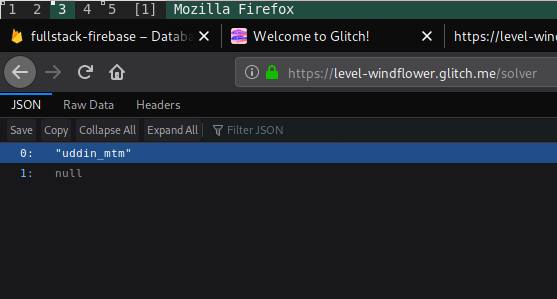 1 2 3 4 5 [1] Mozilla Firefox
fullstack-firebase – Databa Welcome to Glitch! https://level-wind
https://level-windflower.glitch.me/solver
JSON Raw Data Headers
Save Copy Collapse All Expand All Filter JSON
0: "uddin_mtm"
1: null